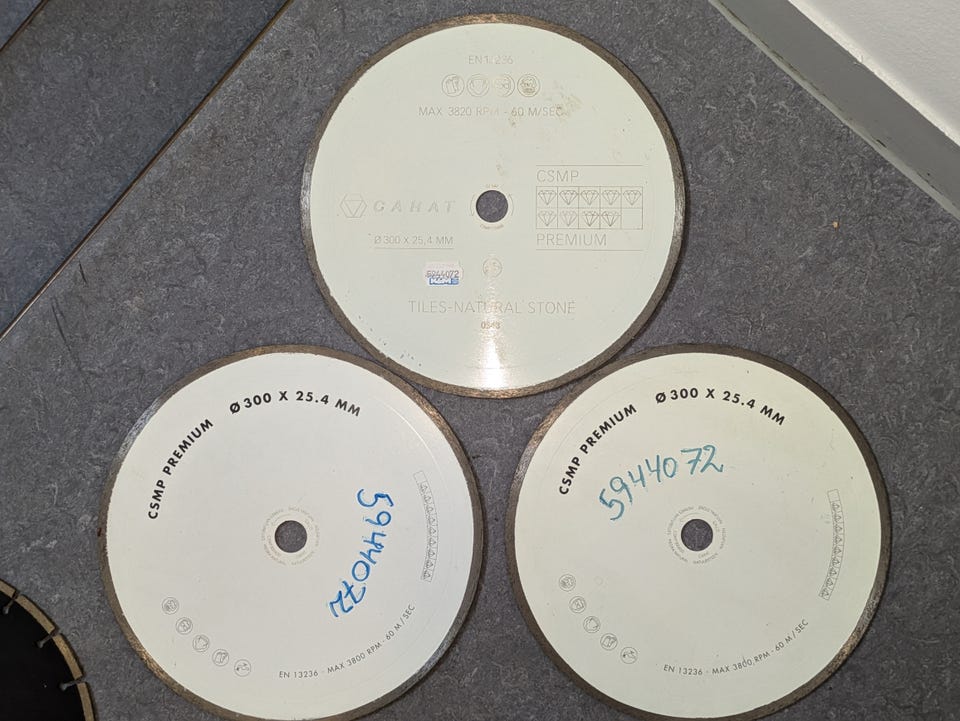 EN 13236
MAX 3820 RPM - 60 M/SEC
CARAT
Ø 300 X 25,4 MM
CSMP
PREMIUM
5944072
TILES-NATURAL STONE
CSMP PREMIUM Ø 300 X 25.4 MM
5944072
EN 13236 - MAX 3800 RPM - 60 M/SEC
CSMP PREMIUM Ø 300 X 25.4 MM
5944072
EN 13236 - MAX 3800 RPM - 60 M/SEC